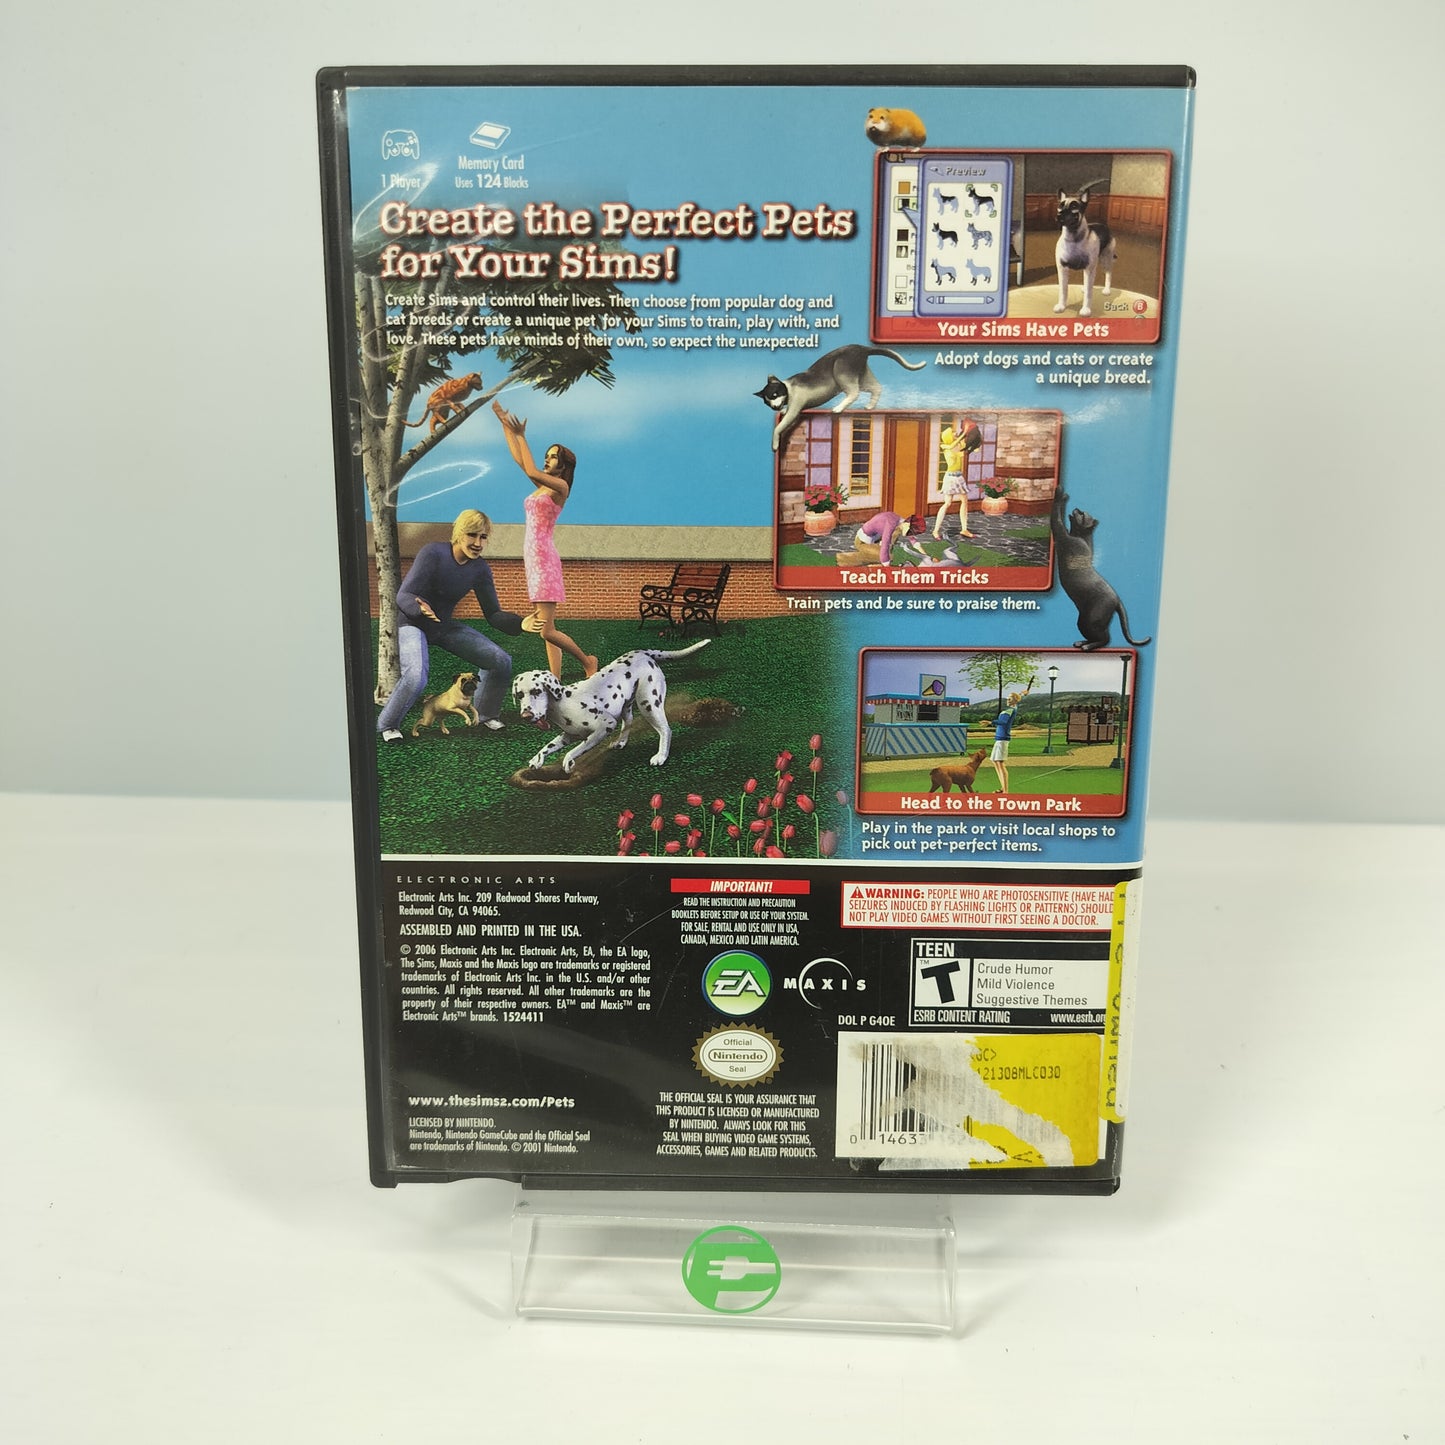 1 Player
Memory Card
Uses 124 Blocks
Create the Perfect Pets
for Your Sims!
Create Sims and control their lives. Then choose from popular dog and
cat breeds or create a unique pet for your Sims to train, play with, and
love. These pets have minds of their own, so expect the unexpected!
Preview
Back B
Your Sims Have Pets
Adopt dogs and cats or create
a unique breed.
Teach Them Tricks
Train pets and be sure to praise them.
Head to the Town Park
Play in the park or visit local shops to
pick out pet-perfect items.
ELECTRONIC ARTS
Electronic Arts Inc. 209 Redwood Shores Parkway,
Redwood City, CA 94065.
ASSEMBLED AND PRINTED IN THE USA.
© 2006 Electronic Arts Inc. Electronic Arts, EA, the EA logo,
The Sims, Maxis and the Maxis logo are trademarks or registered
trademarks of Electronic Arts Inc. in the U.S. and/or other
countries. All rights reserved. All other trademarks are the
property of their respective owners. EA™ and Maxis™ are
Electronic Arts™ brands. 1524411
www.thesims2.com/Pets
LICENSED BY NINTENDO.
Nintendo, Nintendo GameCube and the Official Seal
are trademarks of Nintendo. © 2001 Nintendo.
IMPORTANT!
READ THE INSTRUCTION AND PRECAUTION
BOOKLETS BEFORE SETUP OR USE OF YOUR SYSTEM.
FOR SALE, RENTAL AND USE ONLY IN USA,
CANADA, MEXICO AND LATIN AMERICA.
EA
MAXIS
Official
Nintendo
Seal
THE OFFICIAL SEAL IS YOUR ASSURANCE THAT
THIS PRODUCT IS LICENSED OR MANUFACTURED
BY NINTENDO. ALWAYS LOOK FOR THIS
SEAL WHEN BUYING VIDEO GAME SYSTEMS,
ACCESSORIES, GAMES AND RELATED PRODUCTS.
WARNING: PEOPLE WHO ARE PHOTOSENSITIVE (HAVE HAD
SEIZURES INDUCED BY FLASHING LIGHTS OR PATTERNS) SHOULD
NOT PLAY VIDEO GAMES WITHOUT FIRST SEEING A DOCTOR.
TEEN
T™
Crude Humor
Mild Violence
Suggestive Themes
ESRB CONTENT RATING www.esrb.org
DOL P G4OE
121308MLC030
0 14633